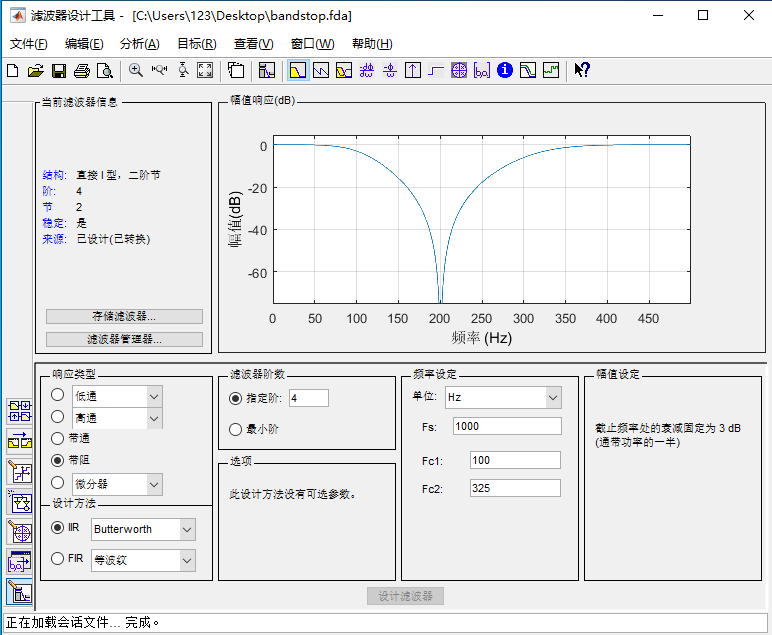 滤波器设计工具 - [C:\Users\123\Desktop\bandstop.fda]
文件(F) 编辑(E) 分析(A) 目标(R) 查看(V) 窗口(W) 帮助(H)
当前滤波器信息
结构: 直接 I 型，二阶节
阶: 4
节 2
稳定: 是
来源: 已设计(已转换)
存储滤波器...
滤波器管理器...
幅值响应(dB)
幅值(dB)
0
-20
-40
-60
0 50 100 150 200 250 300 350 400 450
频率 (Hz)
响应类型
低通
高通
带通
带阻
微分器
设计方法
IIR Butterworth
FIR 等波纹
滤波器阶数
指定阶: 4
最小阶
选项
此设计方法没有可选参数。
频率设定
单位: Hz
Fs: 1000
Fc1: 100
Fc2: 325
幅值设定
截止频率处的衰减固定为 3 dB
(通带功率的一半)
设计滤波器
正在加载会话文件... 完成。